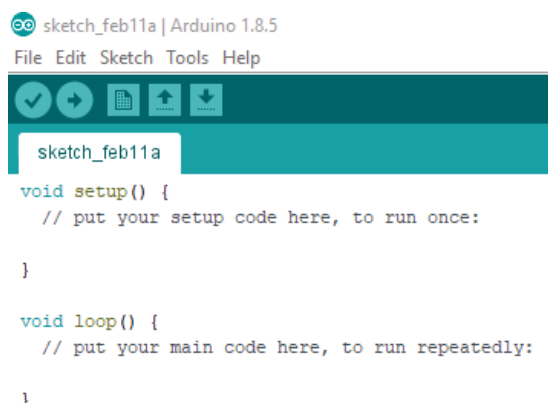 sketch_feb11a | Arduino 1.8.5
File Edit Sketch Tools Help
sketch_feb11a
void setup() {
  // put your setup code here, to run once:
}
void loop() {
  // put your main code here, to run repeatedly:
}